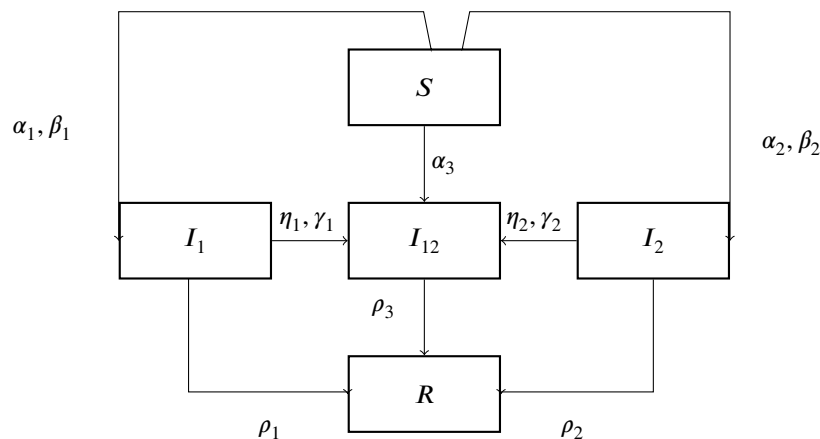 S
α₁, β₁
α₂, β₂
α₃
I₁
η₁, γ₁
I₁₂
η₂, γ₂
I₂
ρ₃
R
ρ₁
ρ₂